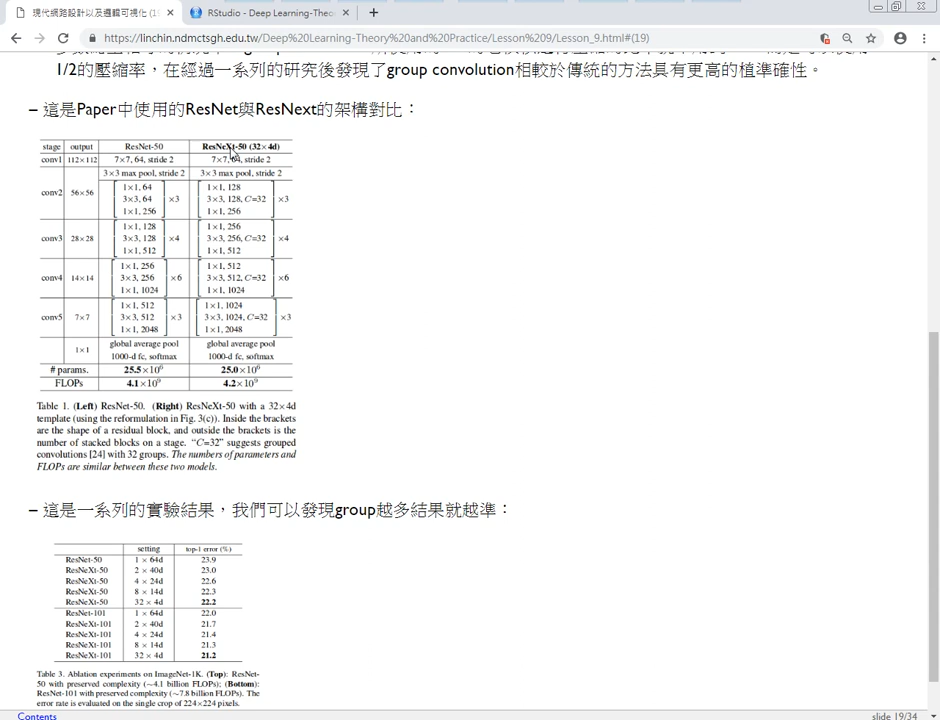 現代網路設計以及邏輯可視化 (1
RStudio - Deep Learning-Theo
https://linchin.ndmctsgh.edu.tw/Deep%20Learning-Theory%20and%20Practice/Lesson%209/Lesson_9.html#(19)
1/2的壓縮率，在經過一系列的研究後發現了group convolution相較於傳統的方法具有更高的植準確性。
– 這是Paper中使用的ResNet與ResNext的架構對比：
stage output ResNet-50 ResNeXt-50 (32×4d)
conv1 112×112 7×7, 64, stride 2 7×7, 64, stride 2
3×3 max pool, stride 2 3×3 max pool, stride 2
1×1, 64 1×1, 128
conv2 56×56 3×3, 64 ×3 3×3, 128, C=32 ×3
1×1, 256 1×1, 256
1×1, 128 1×1, 256
conv3 28×28 3×3, 128 ×4 3×3, 256, C=32 ×4
1×1, 512 1×1, 512
1×1, 256 1×1, 512
conv4 14×14 3×3, 256 ×6 3×3, 512, C=32 ×6
1×1, 1024 1×1, 1024
1×1, 512 1×1, 1024
conv5 7×7 3×3, 512 ×3 3×3, 1024, C=32 ×3
1×1, 2048 1×1, 2048
1×1 global average pool global average pool
1000-d fc, softmax 1000-d fc, softmax
# params. 25.5×10⁶ 25.0×10⁶
FLOPs 4.1×10⁹ 4.2×10⁹
Table 1. (Left) ResNet-50. (Right) ResNeXt-50 with a 32×4d
template (using the reformulation in Fig. 3(c)). Inside the brackets
are the shape of a residual block, and outside the brackets is the
number of stacked blocks on a stage. “C=32” suggests grouped
convolutions [24] with 32 groups. The numbers of parameters and
FLOPs are similar between these two models.
– 這是一系列的實驗結果，我們可以發現group越多結果就越準：
setting top-1 error (%)
ResNet-50 1 × 64d 23.9
ResNeXt-50 2 × 40d 23.0
ResNeXt-50 4 × 24d 22.6
ResNeXt-50 8 × 14d 22.3
ResNeXt-50 32 × 4d 22.2
ResNet-101 1 × 64d 22.0
ResNeXt-101 2 × 40d 21.7
ResNeXt-101 4 × 24d 21.4
ResNeXt-101 8 × 14d 21.3
ResNeXt-101 32 × 4d 21.2
Table 3. Ablation experiments on ImageNet-1K. (Top): ResNet-
50 with preserved complexity (~4.1 billion FLOPs); (Bottom):
ResNet-101 with preserved complexity (~7.8 billion FLOPs). The
error rate is evaluated on the single crop of 224×224 pixels.
Contents
slide 19/34